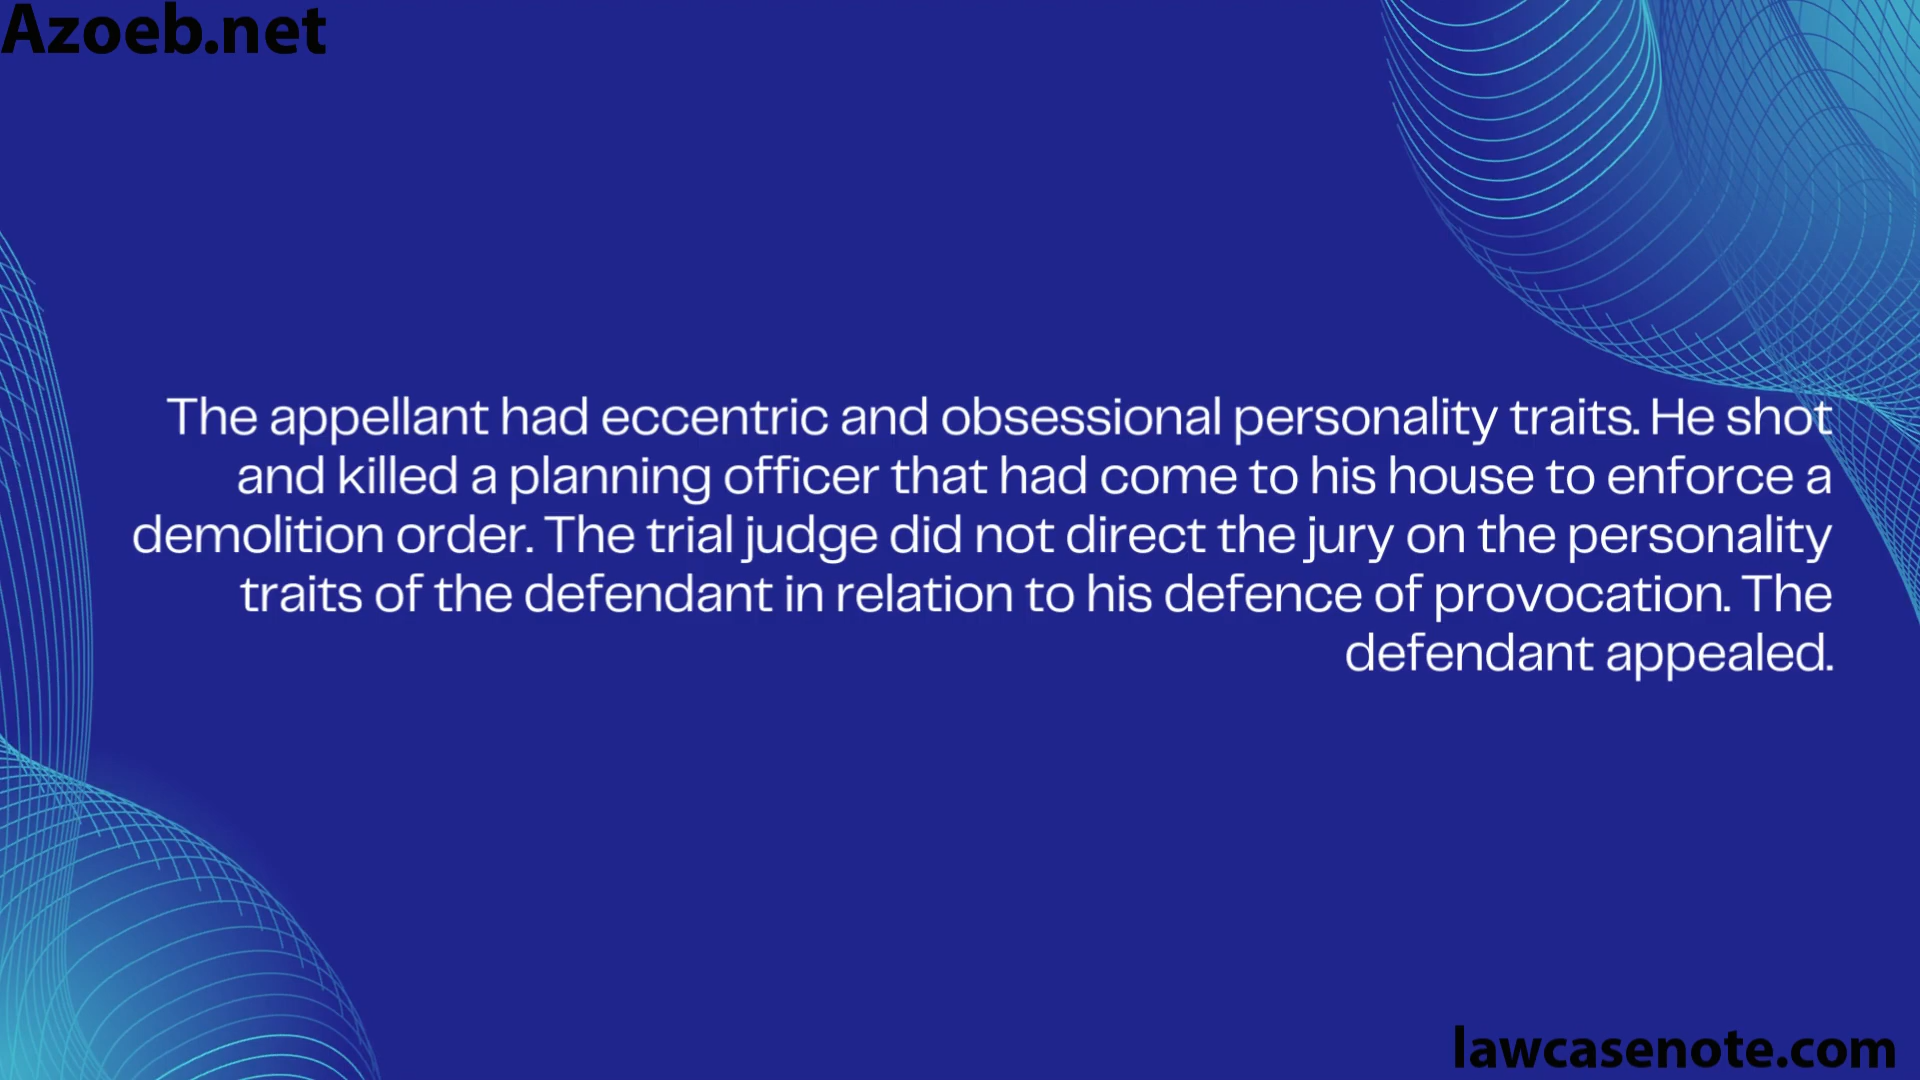 Azoeb.net
The appellant had eccentric and obsessional personality traits. He shot
and killed a planning officer that had come to his house to enforce a
demolition order. The trial judge did not direct the jury on the personality
traits of the defendant in relation to his defence of provocation. The
defendant appealed.
lawcasenote.com